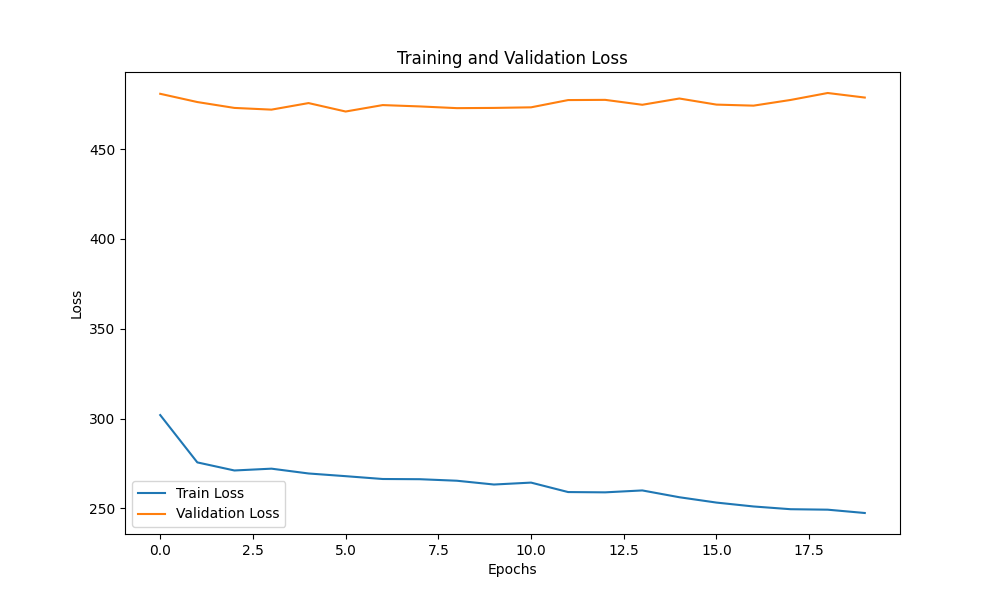 Training and Validation Loss
Loss
450
400
350
300
250
Train Loss
Validation Loss
0.0 2.5 5.0 7.5 10.0 12.5 15.0 17.5
Epochs